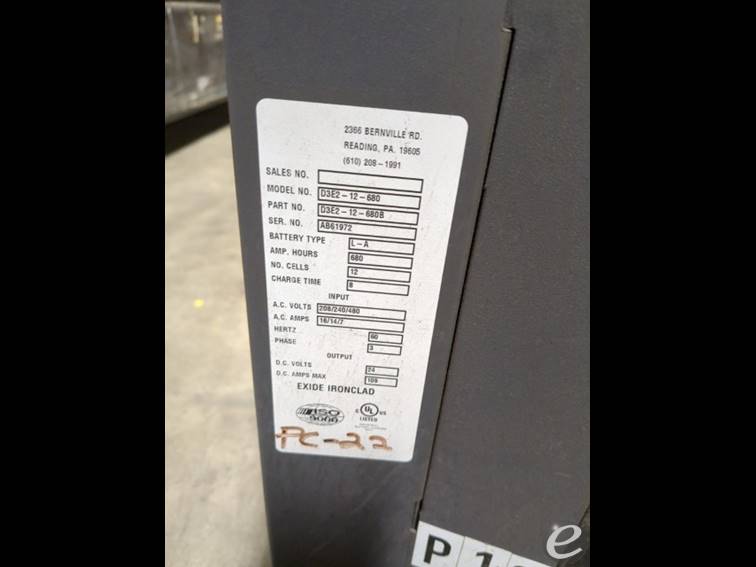 2366 BERNVILLE RD.
READING, PA. 19605
(610) 208-1991
SALES NO.
MODEL NO. D3E2-12-680
PART NO. D3E2-12-680B
SER. NO. AB61972
BATTERY TYPE L-A
AMP. HOURS 680
NO. CELLS 12
CHARGE TIME 8
INPUT
A.C. VOLTS 208/240/480
A.C. AMPS 16/14/7
HERTZ 60
PHASE 3
OUTPUT
D.C. VOLTS 24
D.C. AMPS MAX 109
EXIDE IRONCLAD
ISO 9000
C UL US
LISTED
PC-22
P 1
e